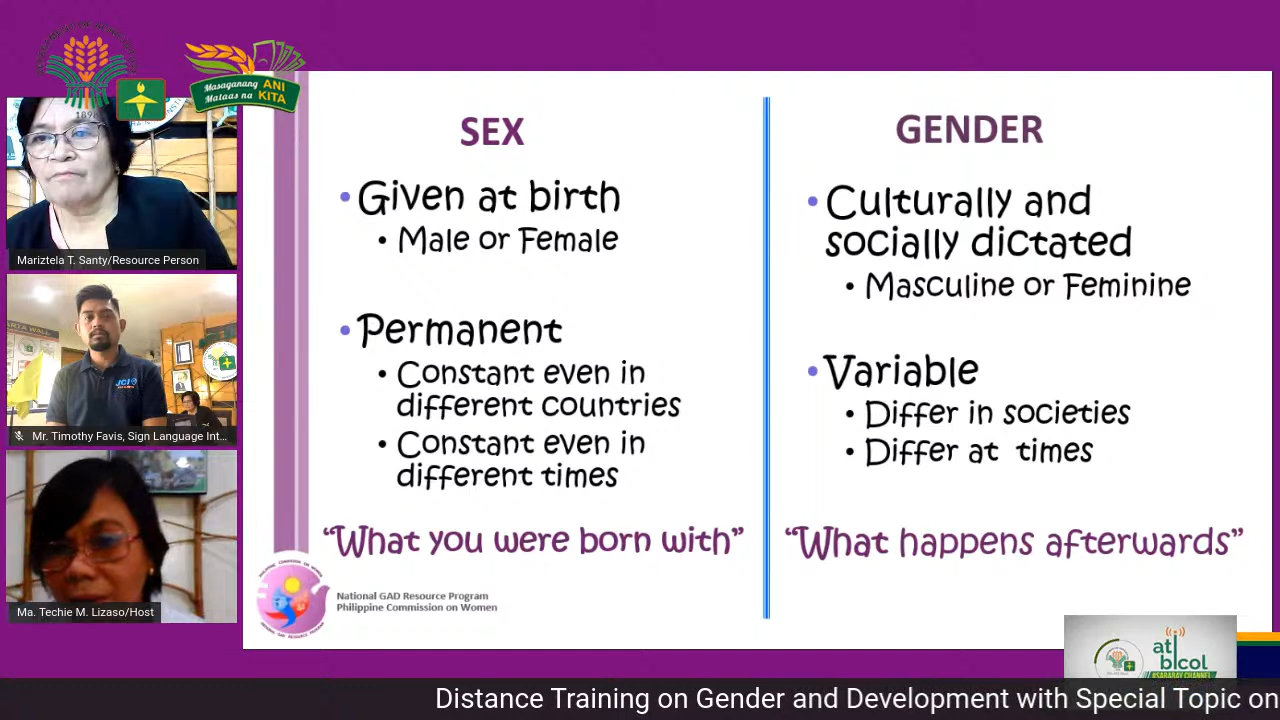 1898
Masaganang ANI
Mataas na KITA
Mariztela T. Santy/Resource Person
Mr. Timothy Favis, Sign Language Int...
JCI
Ma. Techie M. Lizaso/Host
SEX
• Given at birth
• Male or Female
• Permanent
• Constant even in
different countries
• Constant even in
different times
“What you were born with”
GENDER
• Culturally and
socially dictated
• Masculine or Feminine
• Variable
• Differ in societies
• Differ at times
“What happens afterwards”
National GAD Resource Program
Philippine Commission on Women
ati
bicol
Distance Training on Gender and Development with Special Topic on